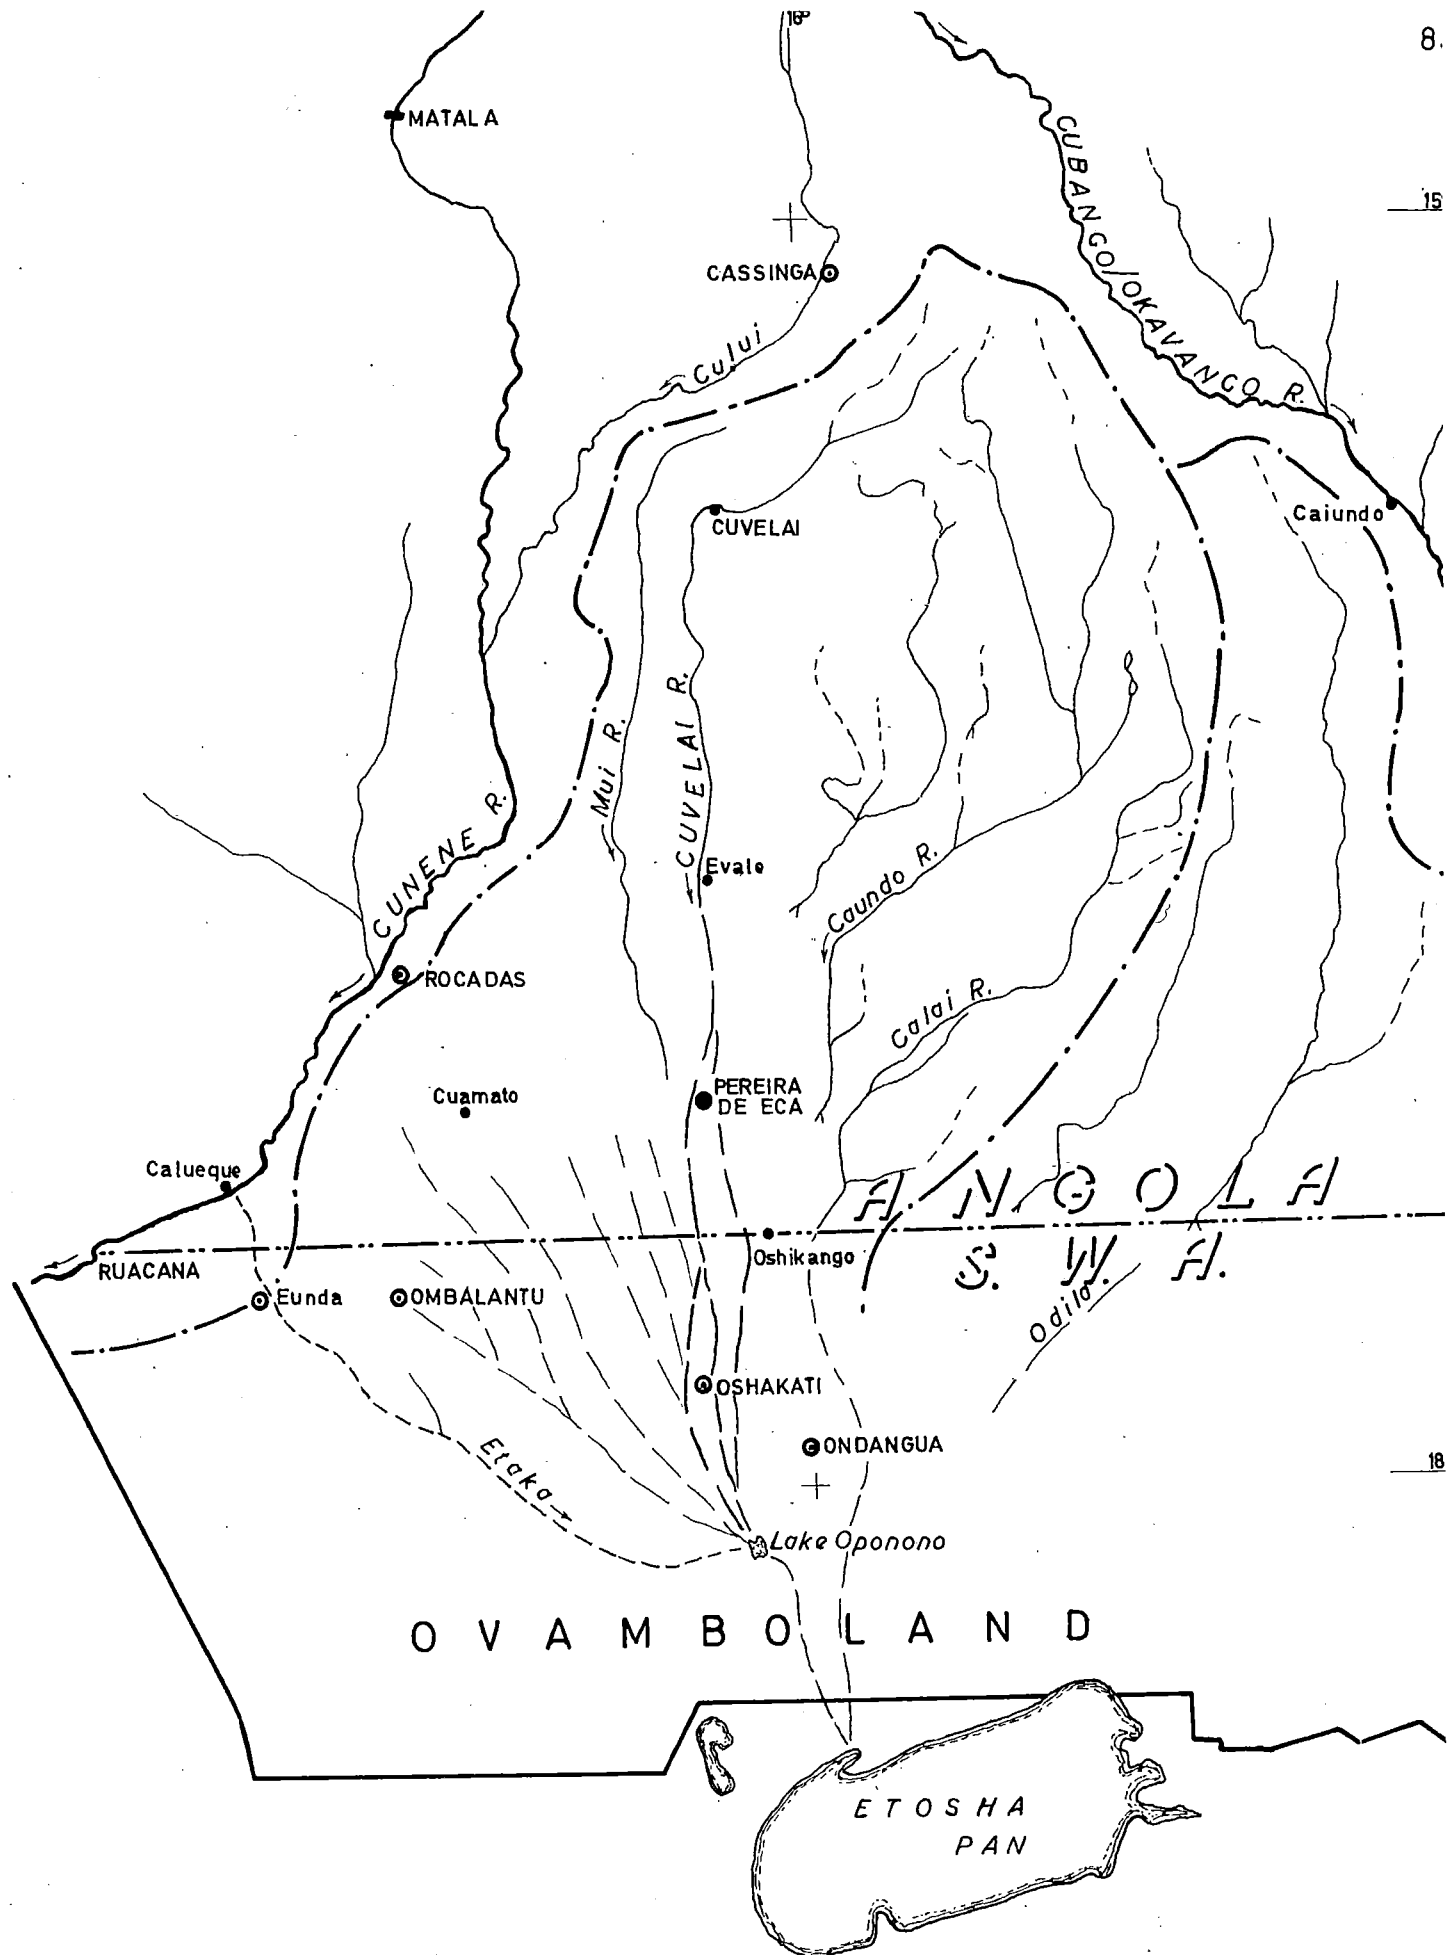 16°
8.
MATALA
CUBANGO/OKAVANGO R.
15
CASSINGA
Cului
CUVELAI
Caiundo
Mui R.
CUVELAI R.
CUNENE R.
Evale
Caundo R.
ROCADAS
Calai R.
Cuamato
PEREIRA
DE ECA
Calueque
ANGOLA
RUACANA
Oshikango
S. W. A.
Eunda
OMBALANTU
Odila
OSHAKATI
ONDANGUA
Etaka
18
Lake Oponono
OVAMBOLAND
ETOSHA
PAN